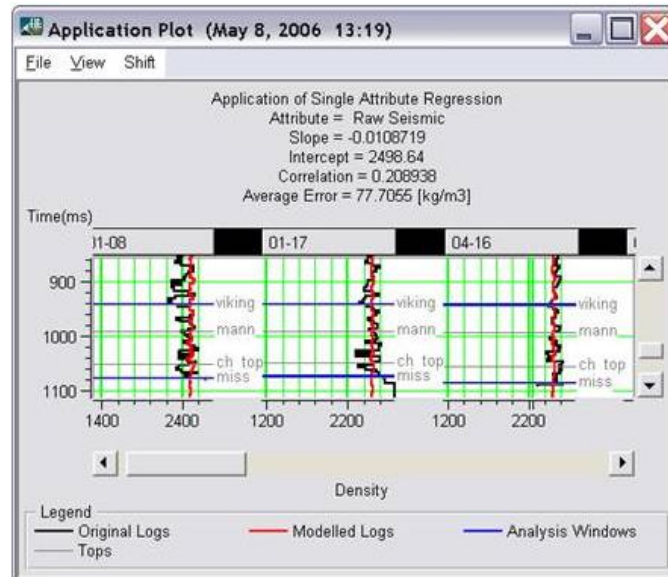 Application Plot (May 8, 2006 13:19)
File View Shift
Application of Single Attribute Regression
Attribute = Raw Seismic
Slope = -0.0108719
Intercept = 2498.64
Correlation = 0.208938
Average Error = 77.7055 [kg/m3]
Time(ms)
01-08 01-17 04-16
900
1000
1100
viking viking viking
mann mann mann
ch top ch top ch top
miss miss miss
1400 2400 1200 2200 1200 2200
Density
Legend
Original Logs Modelled Logs Analysis Windows
Tops